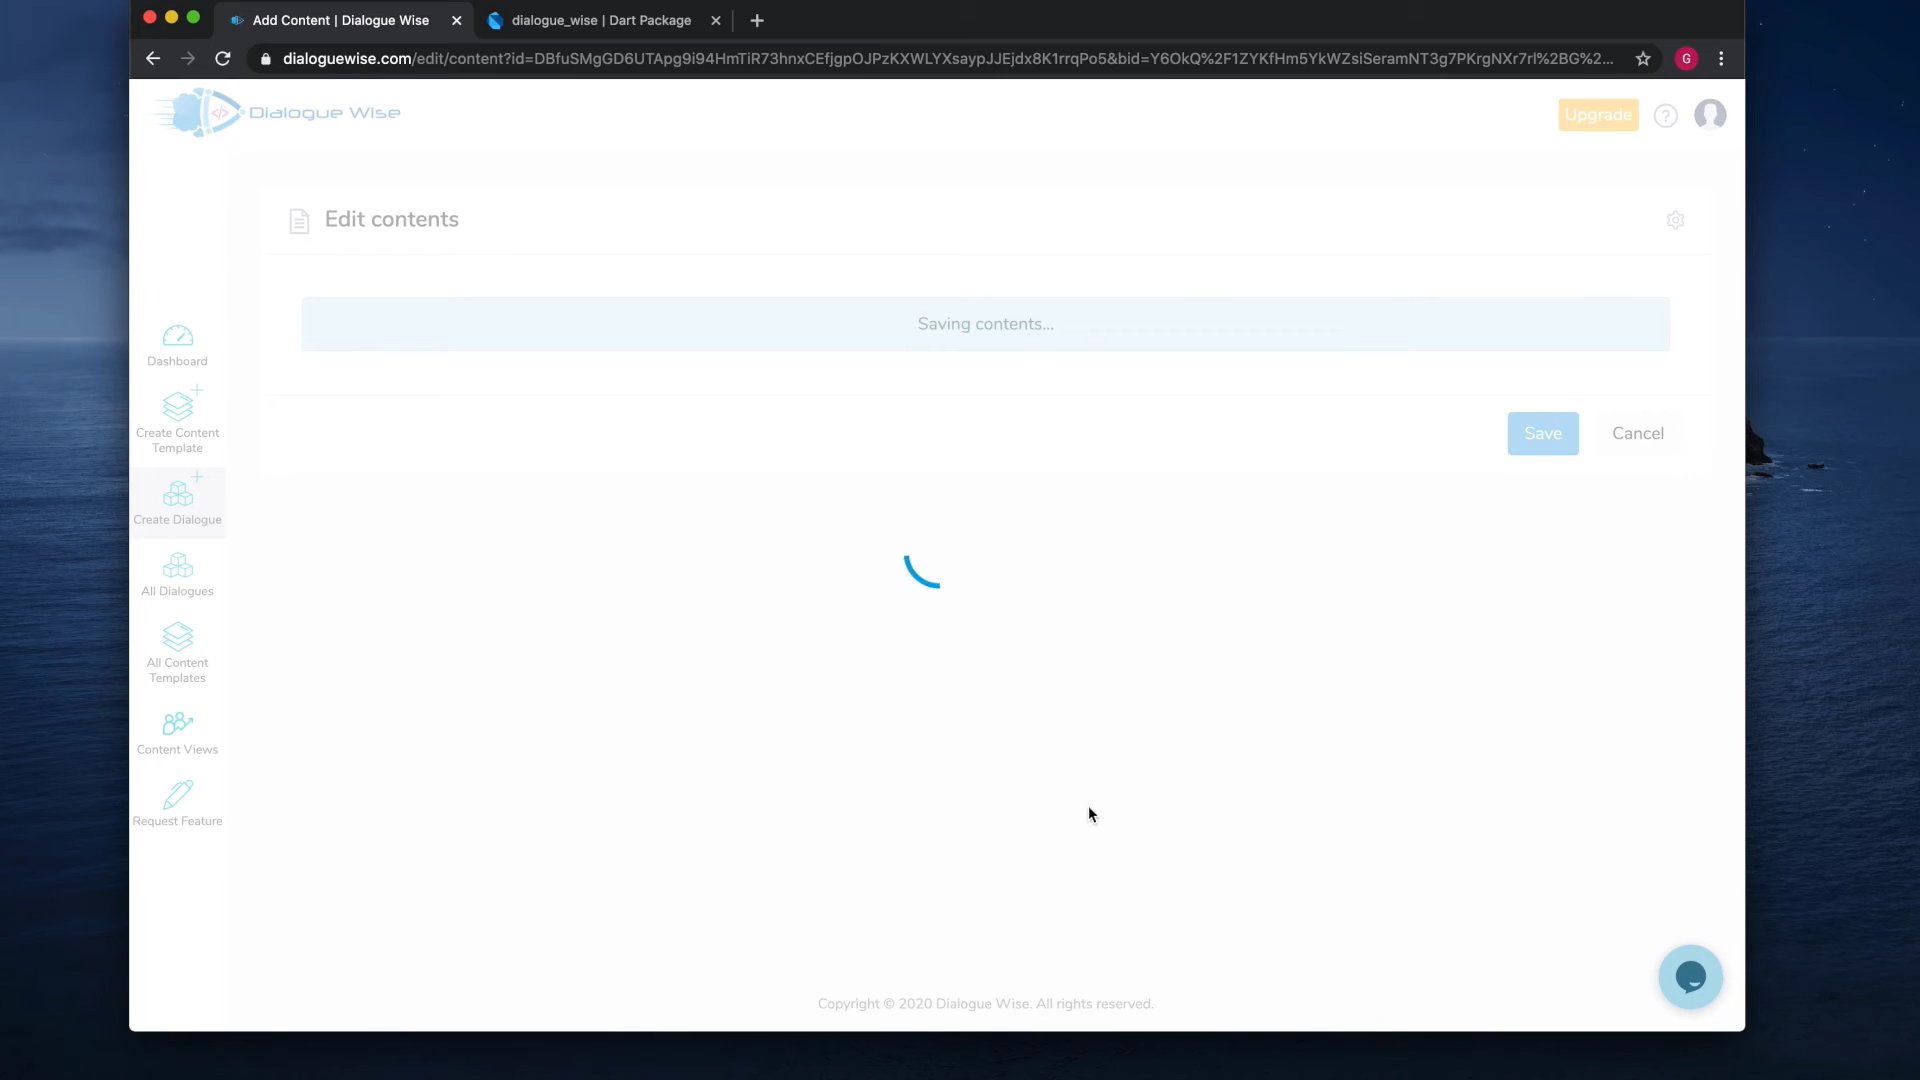 Add Content | Dialogue Wise
dialogue_wise | Dart Package
dialoguewise.com/edit/content?id=DBfuSMgGD6UTApg9i94HmTiR73hnxCEfjgpOJPzKXWLYXsaypJJEjdx8K1rrqPo5&bid=Y6OkQ%2F1ZYKfHm5YkWZsiSeramNT3g7PKrgNXr7rl%2BG%2...
G
</> Dialogue Wise
Upgrade
?
Edit contents
Saving contents...
Save
Cancel
Dashboard
Create Content
Template
Create Dialogue
All Dialogues
All Content
Templates
Content Views
Request Feature
Copyright © 2020 Dialogue Wise. All rights reserved.